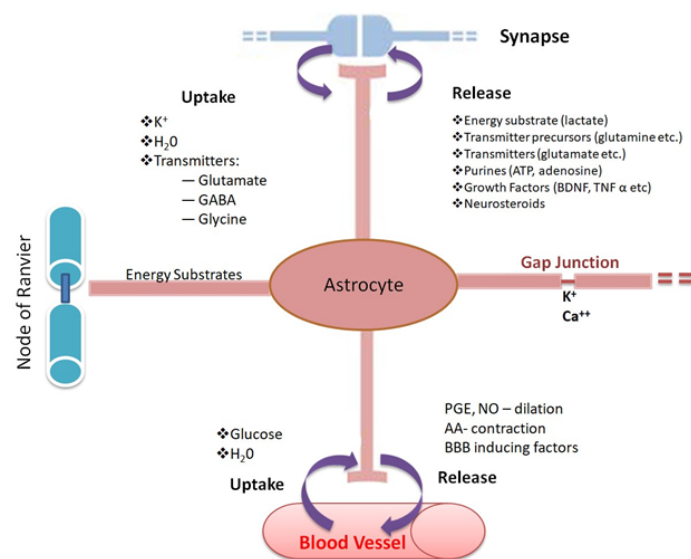 Synapse
Uptake
❖K⁺
❖H₂0
❖Transmitters:
— Glutamate
— GABA
— Glycine
Release
❖Energy substrate (lactate)
❖Transmitter precursors (glutamine etc.)
❖Transmitters (glutamate etc.)
❖Purines (ATP, adenosine)
❖Growth Factors (BDNF, TNF α etc)
❖Neurosteroids
Node of Ranvier
Energy Substrates
Astrocyte
Gap Junction
K⁺
Ca⁺⁺
❖Glucose
❖H₂0
Uptake
PGE, NO – dilation
AA- contraction
BBB inducing factors
Release
Blood Vessel